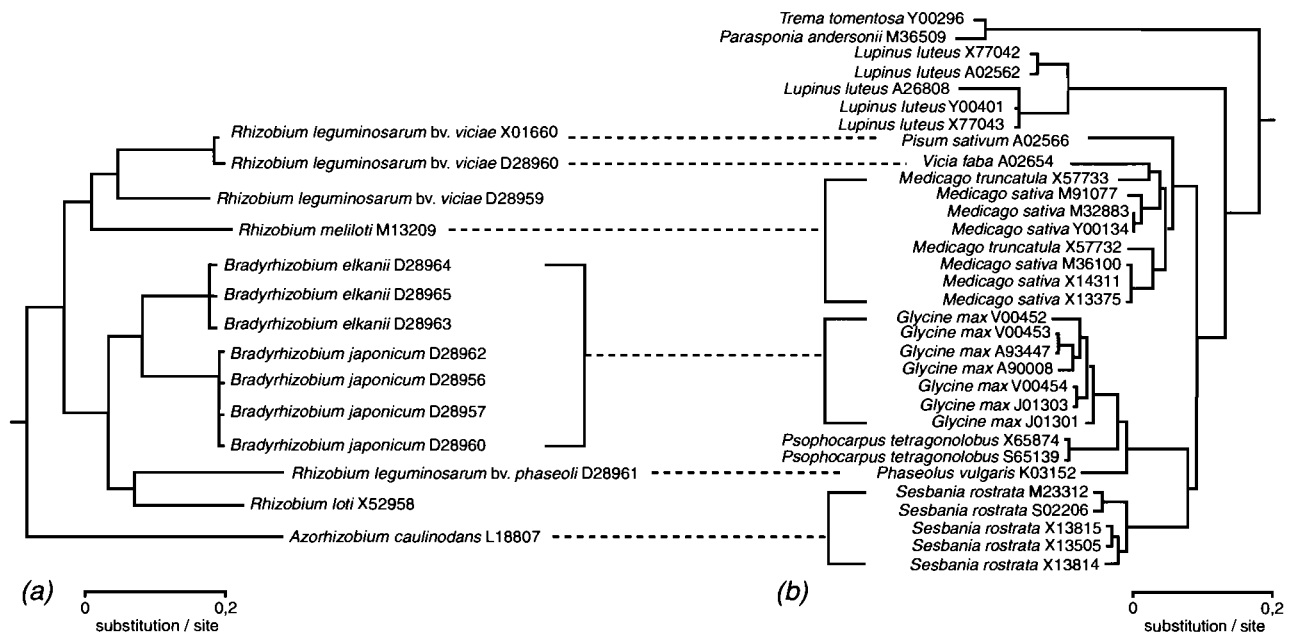 Rhizobium leguminosarum bv. viciae X01660
Rhizobium leguminosarum bv. viciae D28960
Rhizobium leguminosarum bv. viciae D28959
Rhizobium meliloti M13209
Bradyrhizobium elkanii D28964
Bradyrhizobium elkanii D28965
Bradyrhizobium elkanii D28963
Bradyrhizobium japonicum D28962
Bradyrhizobium japonicum D28956
Bradyrhizobium japonicum D28957
Bradyrhizobium japonicum D28960
Rhizobium leguminosarum bv. phaseoli D28961
Rhizobium loti X52958
Azorhizobium caulinodans L18807
(a)
0 0,2
substitution / site
Trema tomentosa Y00296
Parasponia andersonii M36509
Lupinus luteus X77042
Lupinus luteus A02562
Lupinus luteus A26808
Lupinus luteus Y00401
Lupinus luteus X77043
Pisum sativum A02566
Vicia faba A02654
Medicago truncatula X57733
Medicago sativa M91077
Medicago sativa M32883
Medicago sativa Y00134
Medicago truncatula X57732
Medicago sativa M36100
Medicago sativa X14311
Medicago sativa X13375
Glycine max V00452
Glycine max V00453
Glycine max A93447
Glycine max A90008
Glycine max V00454
Glycine max J01303
Glycine max J01301
Psophocarpus tetragonolobus X65874
Psophocarpus tetragonolobus S65139
Phaseolus vulgaris K03152
Sesbania rostrata M23312
Sesbania rostrata S02206
Sesbania rostrata X13815
Sesbania rostrata X13505
Sesbania rostrata X13814
(b)
0 0,2
substitution / site